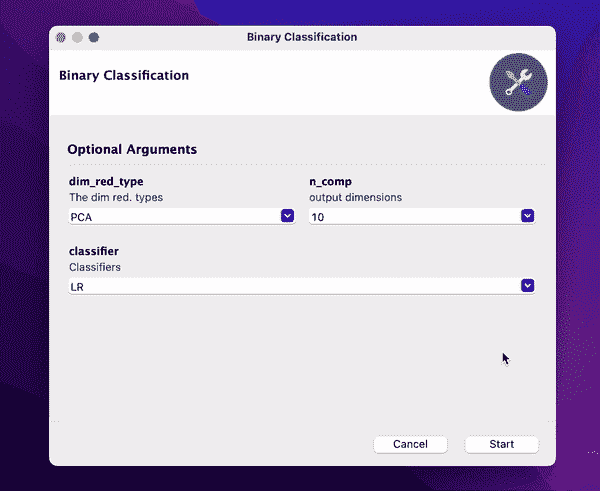 Binary Classification
Binary Classification
Optional Arguments
dim_red_type
n_comp
The dim red. types
output dimensions
PCA
10
classifier
Classifiers
LR
Cancel
Start